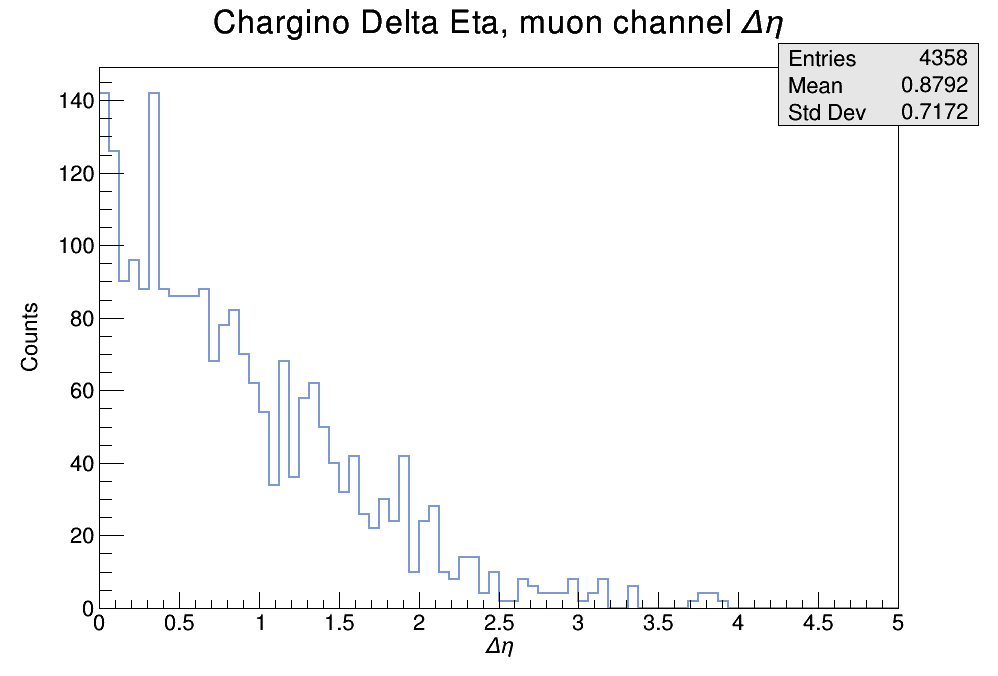 Chargino Delta Eta, muon channel Δη
Entries 4358
Mean 0.8792
Std Dev 0.7172
140
120
100
80
60
40
20
0
Counts
0 0.5 1 1.5 2 2.5 3 3.5 4 4.5 5
Δη